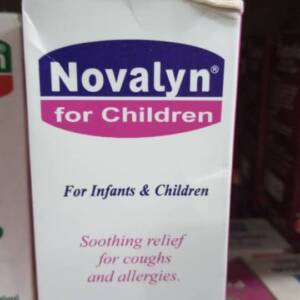 Novalyn®
for Children
For Infants & Children
Soothing relief
for coughs
and allergies.